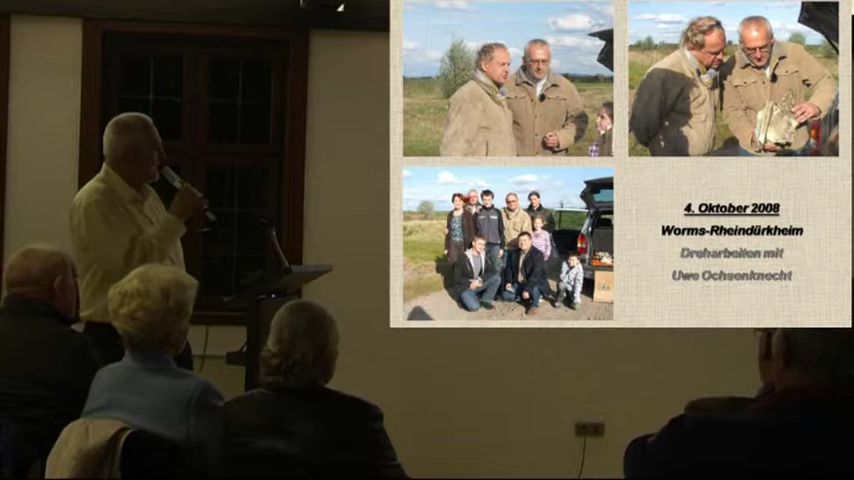 4. Oktober 2008
Worms-Rheindürkheim
Dreharbeiten mit
Uwe Ochsenknecht